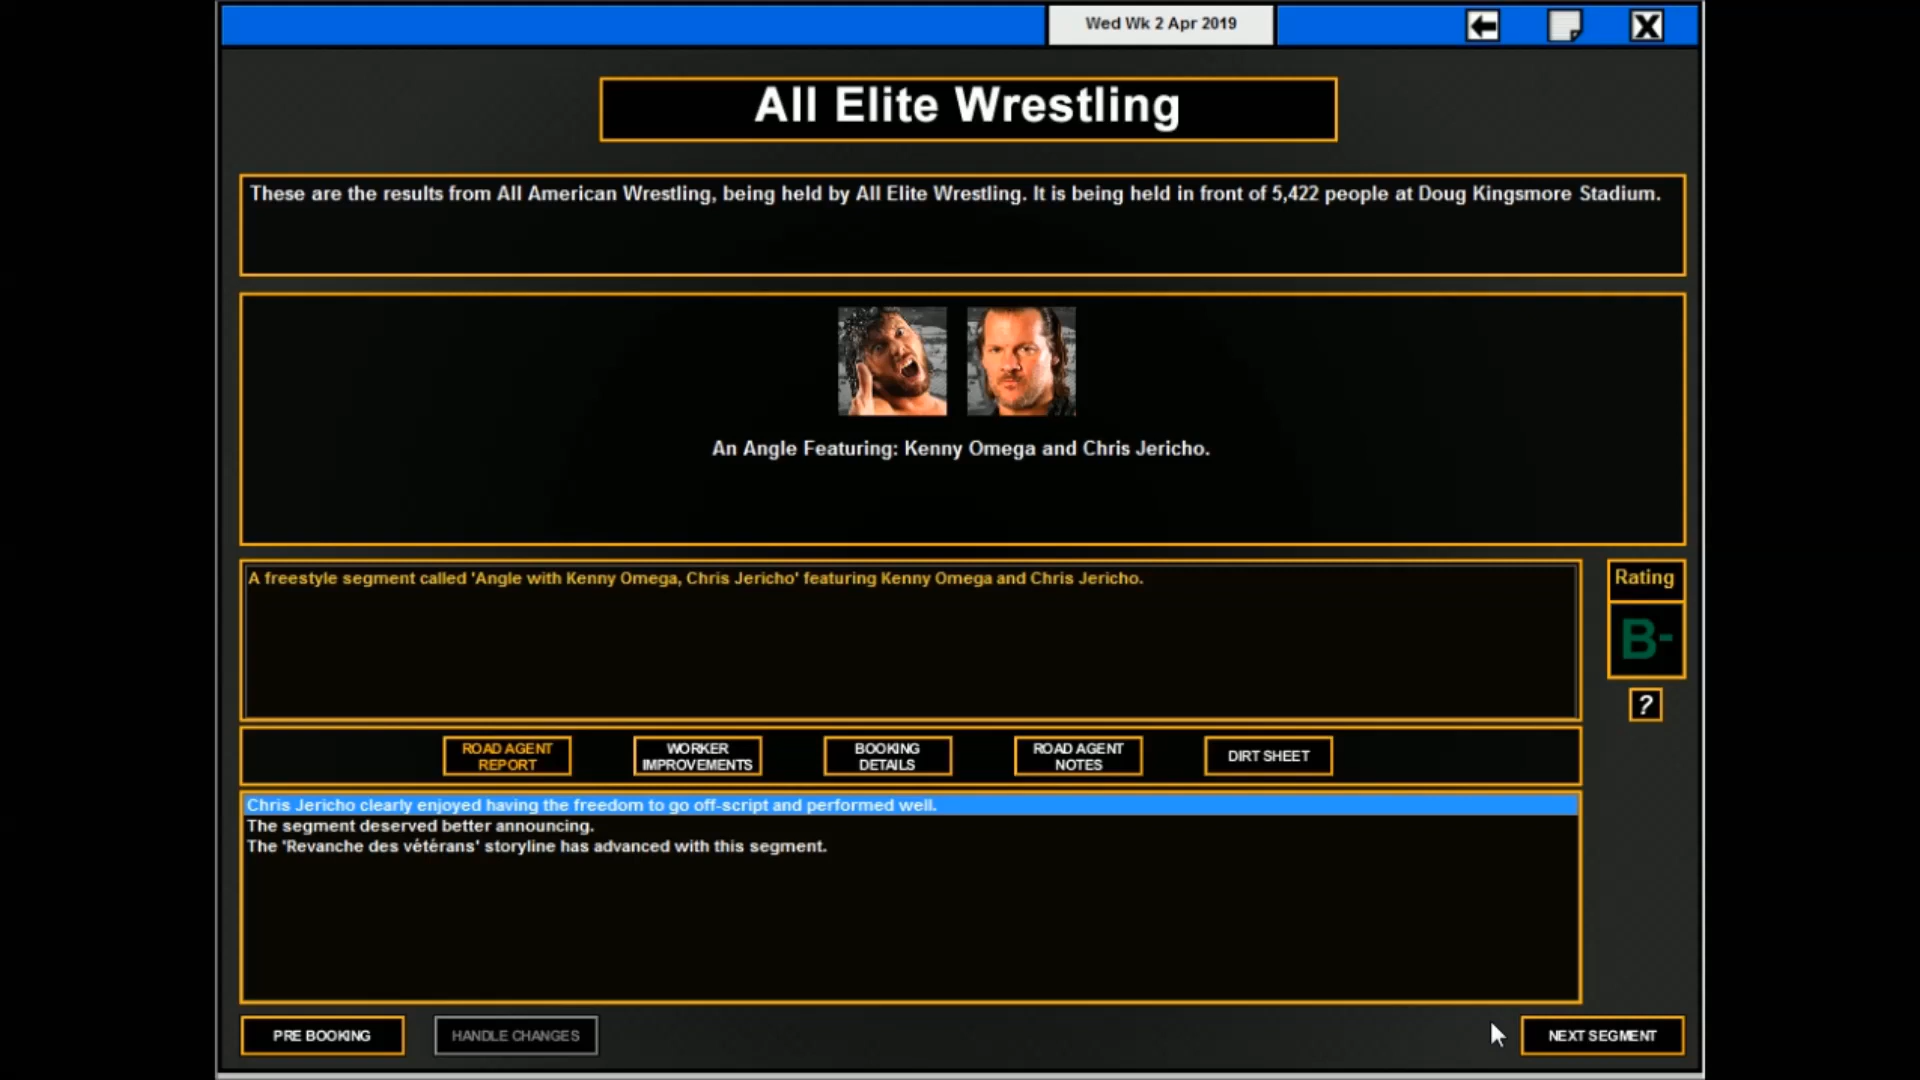 Wed Wk 2 Apr 2019
All Elite Wrestling
These are the results from All American Wrestling, being held by All Elite Wrestling. It is being held in front of 5,422 people at Doug Kingsmore Stadium.
An Angle Featuring: Kenny Omega and Chris Jericho.
A freestyle segment called 'Angle with Kenny Omega, Chris Jericho' featuring Kenny Omega and Chris Jericho.
Rating
B-
?
ROAD AGENT
REPORT
WORKER
IMPROVEMENTS
BOOKING
DETAILS
ROAD AGENT
NOTES
DIRT SHEET
Chris Jericho clearly enjoyed having the freedom to go off-script and performed well.
The segment deserved better announcing.
The 'Revanche des vétérans' storyline has advanced with this segment.
PRE BOOKING
HANDLE CHANGES
NEXT SEGMENT